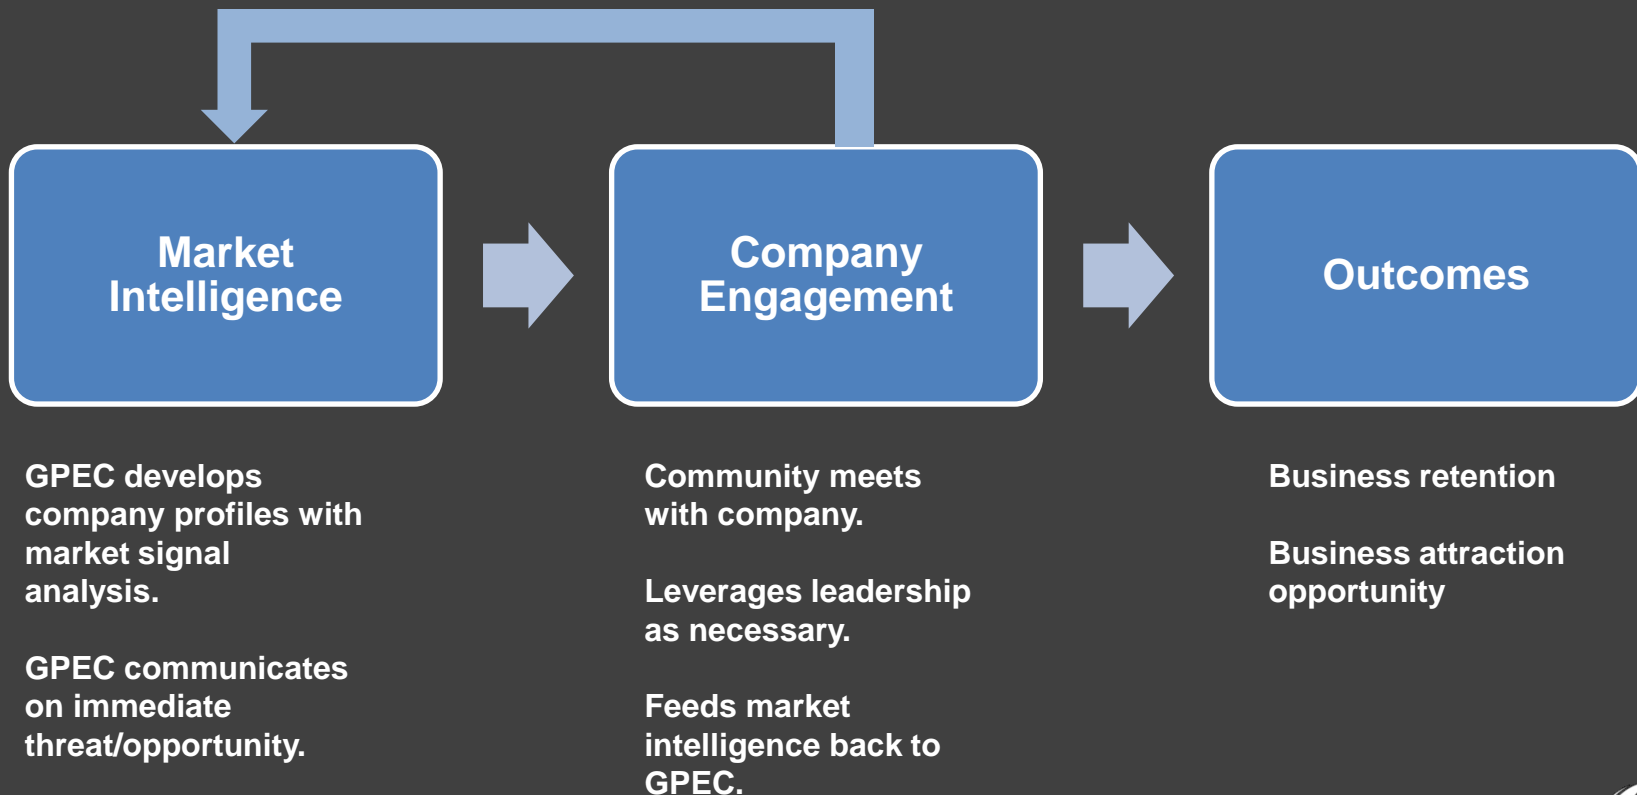 Market
Intelligence
Company
Engagement
Outcomes
GPEC develops
company profiles with
market signal
analysis.
GPEC communicates
on immediate
threat/opportunity.
Community meets
with company.
Leverages leadership
as necessary.
Feeds market
intelligence back to
GPEC.
Business retention
Business attraction
opportunity